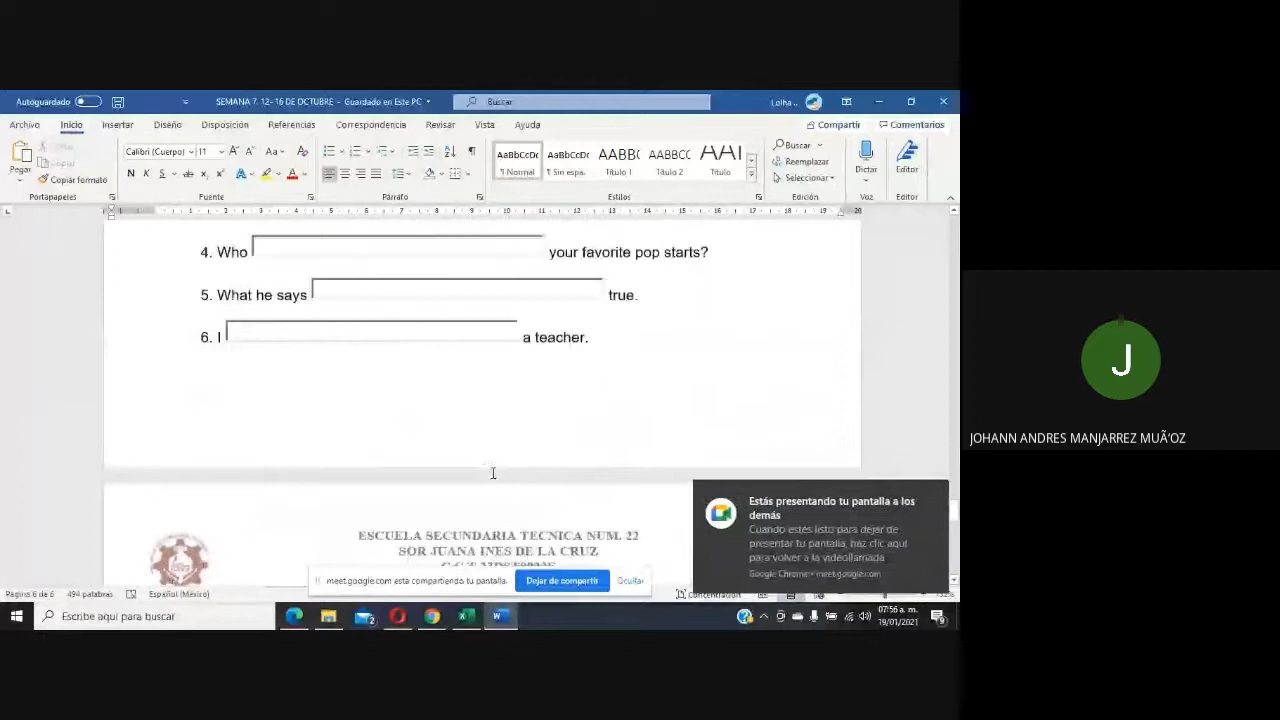 Autoguardado
SEMANA 7. 12- 16 DE OCTUBRE - Guardado en Este PC
Buscar
Lolha ..
Archivo Inicio Insertar Diseño Disposición Referencias Correspondencia Revisar Vista Ayuda
Compartir Comentarios
Pegar
Copiar
Copiar formato
Portapapeles
Calibri (Cuerpo) 11
N K S
Fuente
Párrafo
AaBbCcDc AaBbCcDc AABBC AABBCC AAI
¶ Normal ¶ Sin espa. Título 1 Título 2 Título
Estilos
Buscar
Reemplazar
Seleccionar
Edición
Dictar
Voz
Editor
Editor
4. Who your favorite pop starts?
5. What he says true.
6. I a teacher.
ESCUELA SECUNDARIA TECNICA NUM. 22
SOR JUANA INES DE LA CRUZ
Estás presentando tu pantalla a los
demás
Cuando estés listo para dejar de
presentar tu pantalla, haz clic aquí
para volver a la videollamada
Google Chrome • meet.google.com
meet.google.com está compartiendo tu pantalla.
Dejar de compartir
Ocultar
Página 6 de 6 494 palabras Español (México)
Concentración
Escribe aquí para buscar
07:56 a. m.
19/01/2021
J
JOHANN ANDRES MANJARREZ MUÃ‘OZ